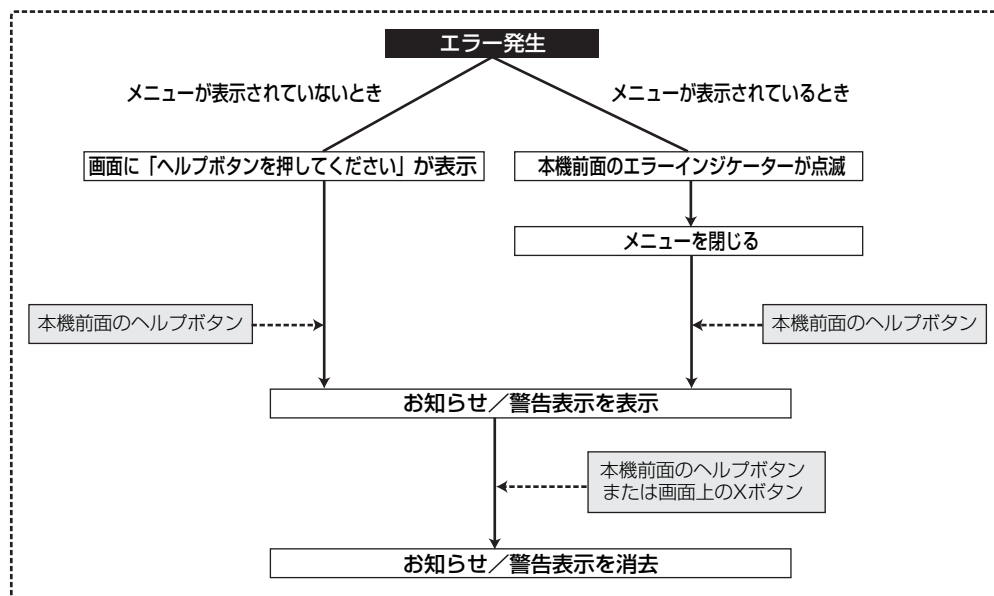 エラー発生
メニューが表示されていないとき
メニューが表示されているとき
画面に「ヘルプボタンを押してください」が表示
本機前面のエラーインジケーターが点滅
メニューを閉じる
本機前面のヘルプボタン
本機前面のヘルプボタン
お知らせ／警告表示を表示
本機前面のヘルプボタン
または画面上のXボタン
お知らせ／警告表示を消去